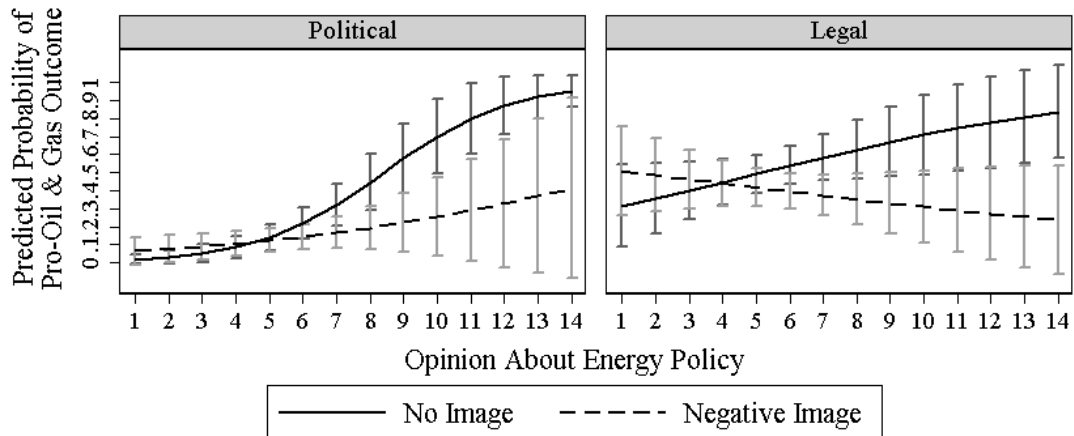 Political
Legal
Predicted Probability of
Pro-Oil & Gas Outcome
0 .1 .2 .3 .4 .5 .6 .7 .8 .9 1
1 2 3 4 5 6 7 8 9 10 11 12 13 14
1 2 3 4 5 6 7 8 9 10 11 12 13 14
Opinion About Energy Policy
No Image
Negative Image